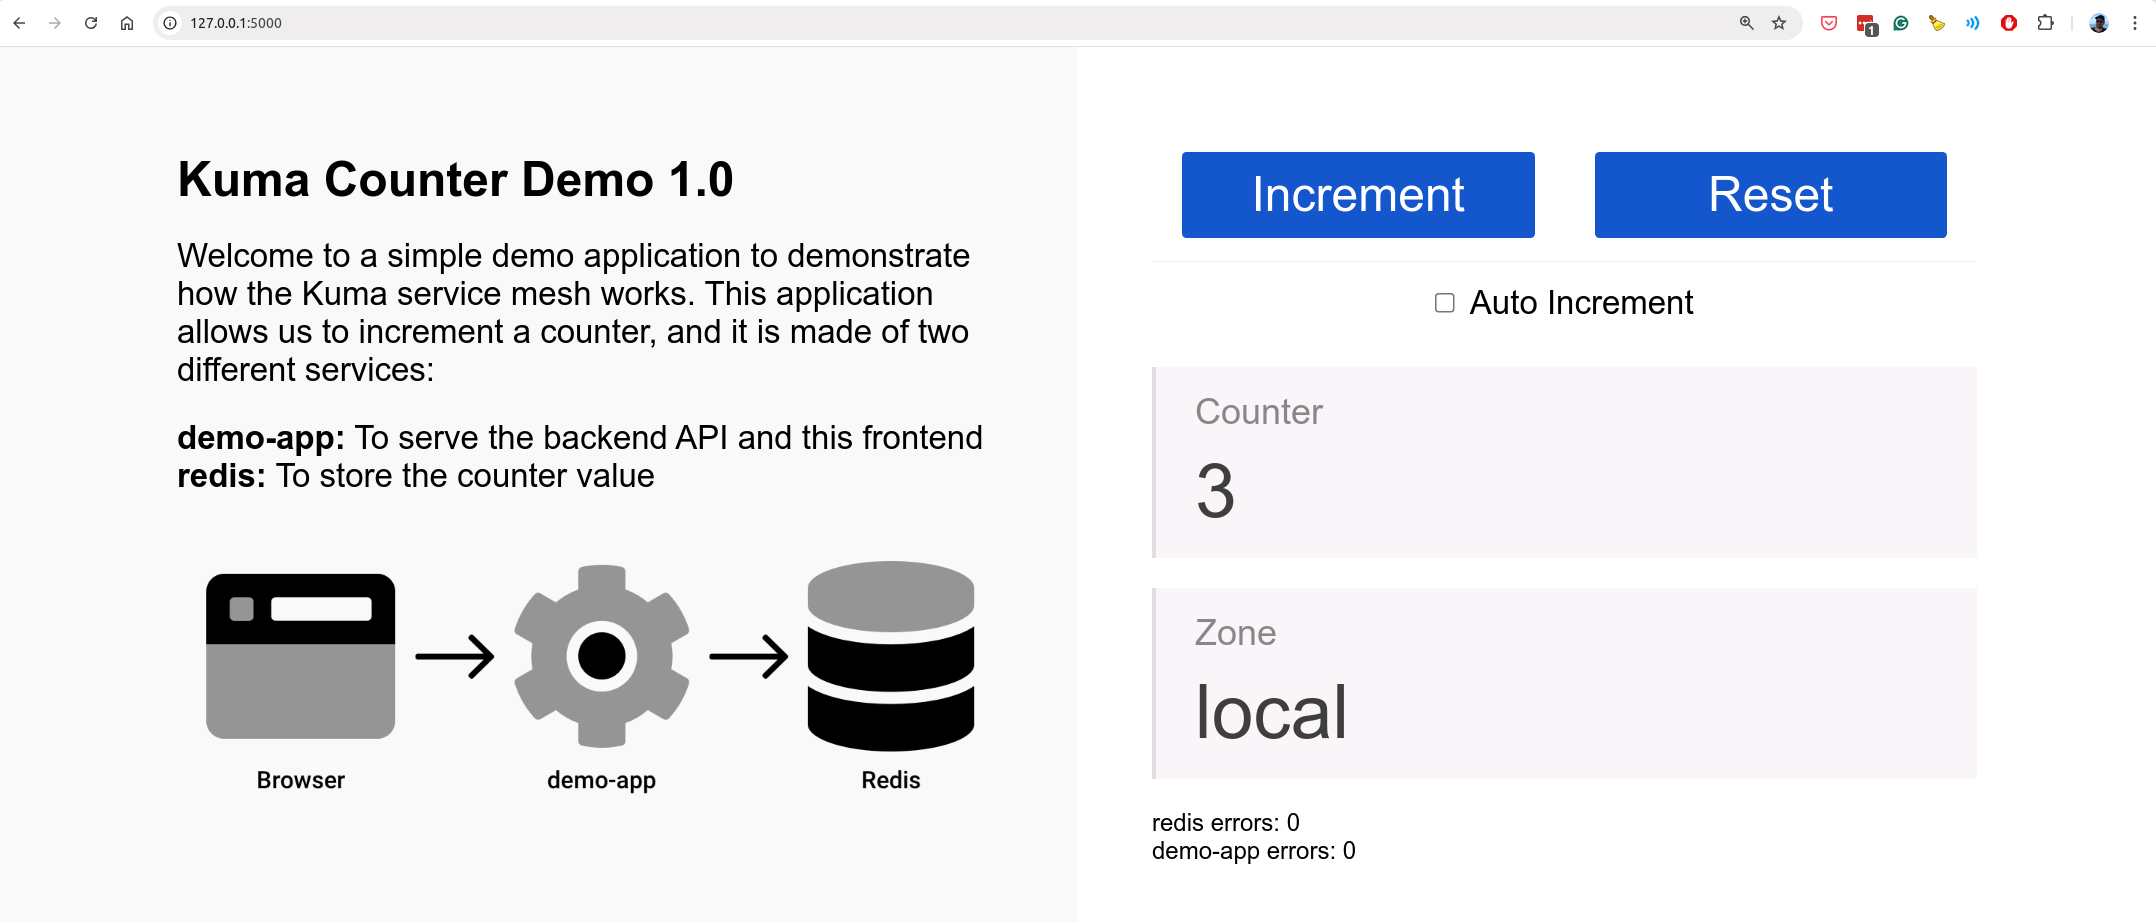 127.0.0.1:5000
1
Kuma Counter Demo 1.0
Welcome to a simple demo application to demonstrate
how the Kuma service mesh works. This application
allows us to increment a counter, and it is made of two
different services:
demo-app: To serve the backend API and this frontend
redis: To store the counter value
Browser
demo-app
Redis
Increment
Reset
Auto Increment
Counter
3
Zone
local
redis errors: 0
demo-app errors: 0